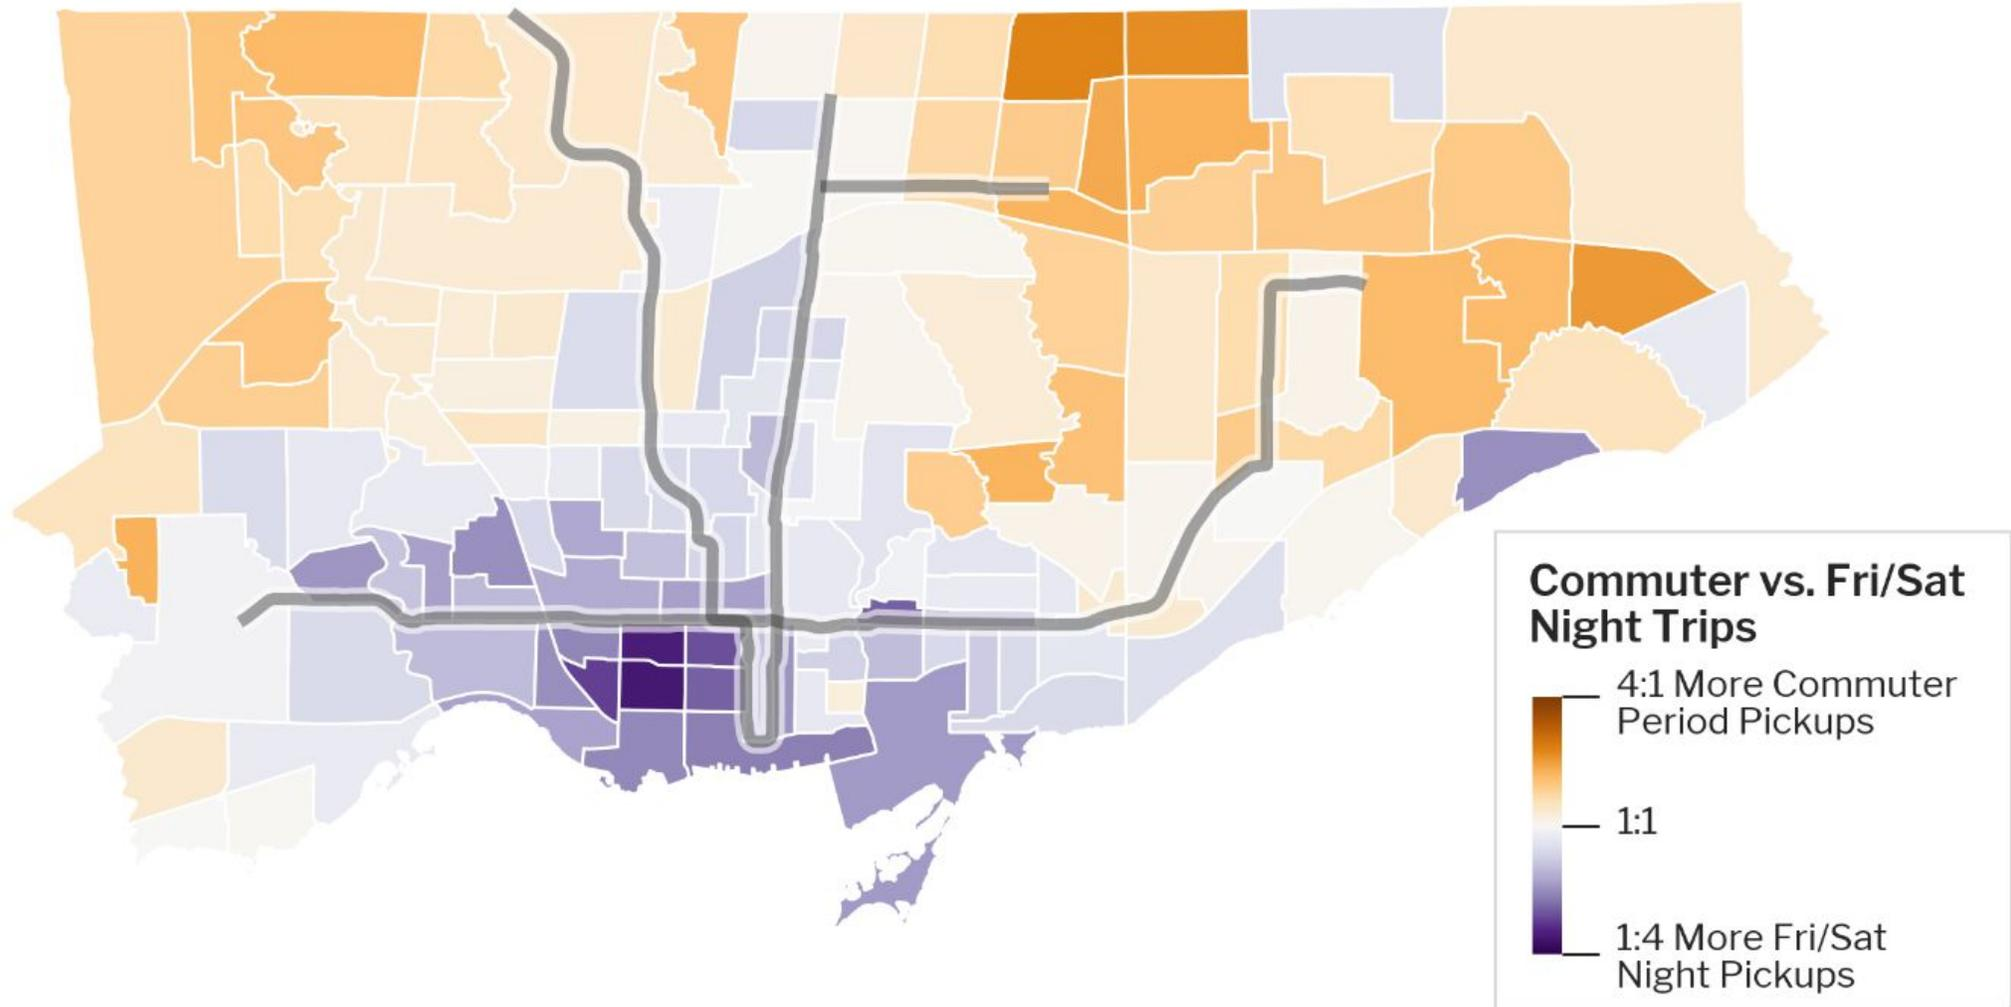 Commuter vs. Fri/Sat
Night Trips
4:1 More Commuter
Period Pickups
1:1
1:4 More Fri/Sat
Night Pickups